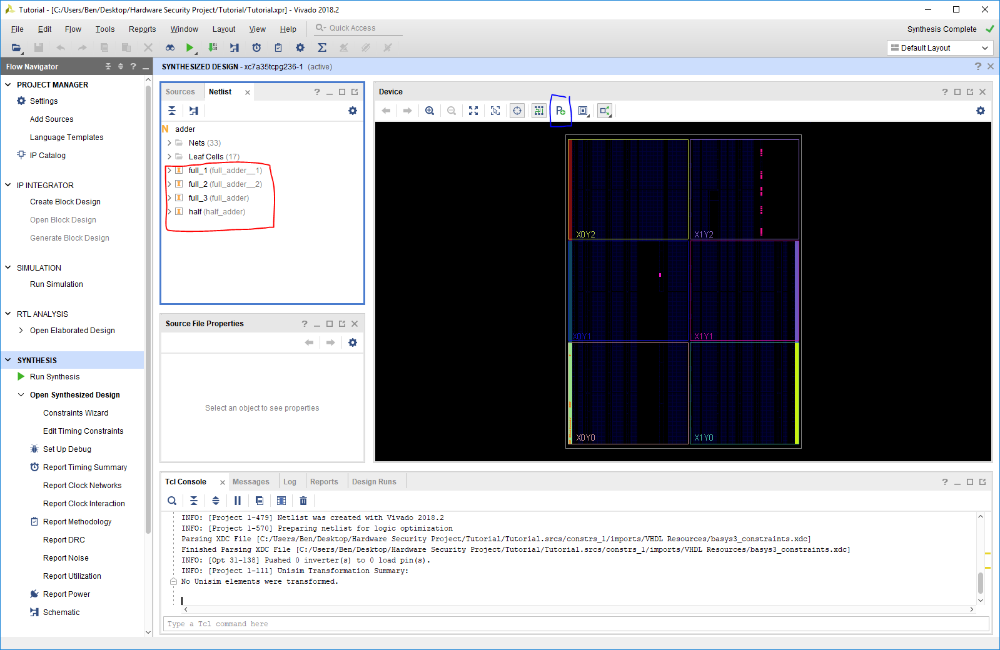 Tutorial - [C:/Users/Ben/Desktop/Hardware Security Project/Tutorial/Tutorial.xpr] - Vivado 2018.2
File Edit Flow Tools Reports Window Layout View Help Quick Access Synthesis Complete
Default Layout
Flow Navigator
SYNTHESIZED DESIGN - xc7a35tcpg236-1 (active)
PROJECT MANAGER
Settings
Add Sources
Language Templates
IP Catalog
IP INTEGRATOR
Create Block Design
Open Block Design
Generate Block Design
SIMULATION
Run Simulation
RTL ANALYSIS
Open Elaborated Design
SYNTHESIS
Run Synthesis
Open Synthesized Design
Constraints Wizard
Edit Timing Constraints
Set Up Debug
Report Timing Summary
Report Clock Networks
Report Clock Interaction
Report Methodology
Report DRC
Report Noise
Report Utilization
Report Power
Schematic
Sources Netlist
N adder
Nets (33)
Leaf Cells (17)
full_1 (full_adder__1)
full_2 (full_adder__2)
full_3 (full_adder)
half (half_adder)
Source File Properties
Select an object to see properties
Device
X0Y2 X1Y2
X0Y1 X1Y1
X0Y0 X1Y0
Tcl Console Messages Log Reports Design Runs
INFO: [Project 1-479] Netlist was created with Vivado 2018.2
INFO: [Project 1-570] Preparing netlist for logic optimization
Parsing XDC File [C:/Users/Ben/Desktop/Hardware Security Project/Tutorial/Tutorial.srcs/constrs_1/imports/VHDL Resources/basys3_constraints.xdc]
Finished Parsing XDC File [C:/Users/Ben/Desktop/Hardware Security Project/Tutorial/Tutorial.srcs/constrs_1/imports/VHDL Resources/basys3_constraints.xdc]
INFO: [Opt 31-138] Pushed 0 inverter(s) to 0 load pin(s).
INFO: [Project 1-111] Unisim Transformation Summary:
No Unisim elements were transformed.
Type a Tcl command here